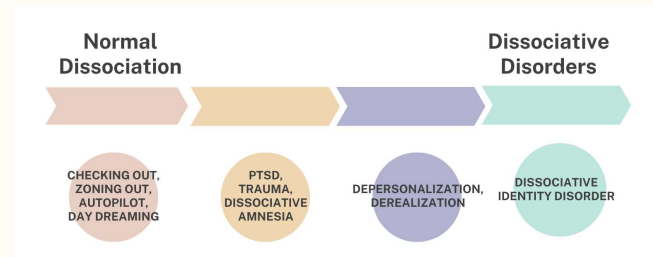 Normal
Dissociation
Dissociative
Disorders
CHECKING OUT,
ZONING OUT,
AUTOPILOT,
DAY DREAMING
PTSD,
TRAUMA,
DISSOCIATIVE
AMNESIA
DEPERSONALIZATION,
DEREALIZATION
DISSOCIATIVE
IDENTITY DISORDER